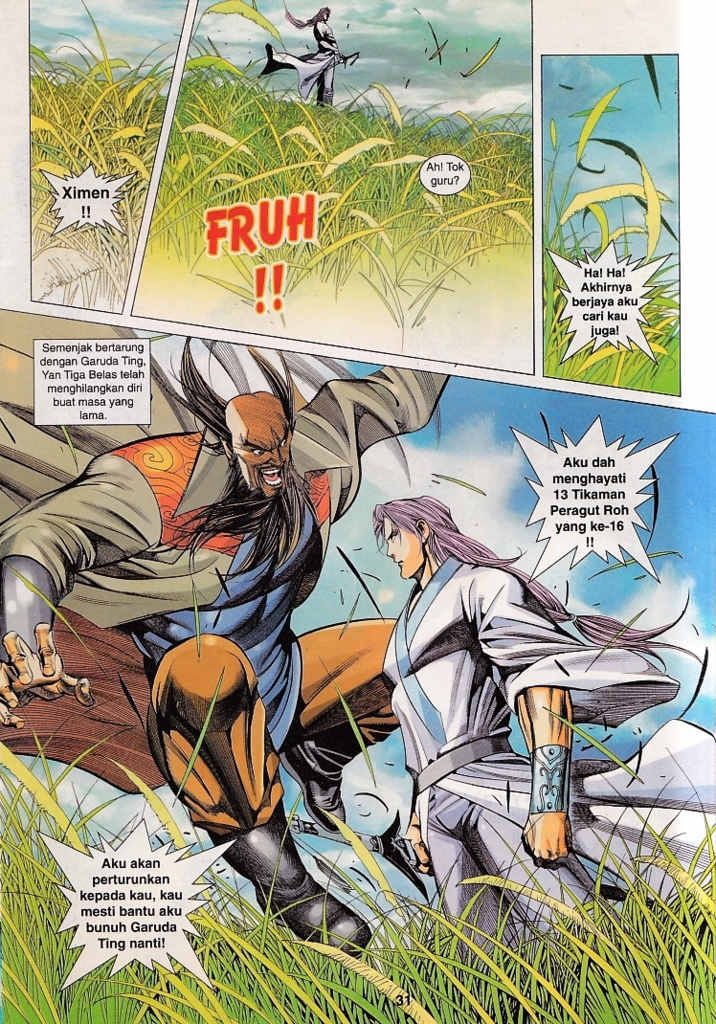 Ximen
!!
Ah! Tok
guru?
FRUH
!!
Ha! Ha!
Akhirnya
berjaya aku
cari kau
juga!
Semenjak bertarung
dengan Garuda Ting,
Yan Tiga Belas telah
menghilangkan diri
buat masa yang
lama.
Aku dah
menghayati
13 Tikaman
Peragut Roh
yang ke-16
!!
Aku akan
perturunkan
kepada kau, kau
mesti bantu aku
bunuh Garuda
Ting nanti!
31